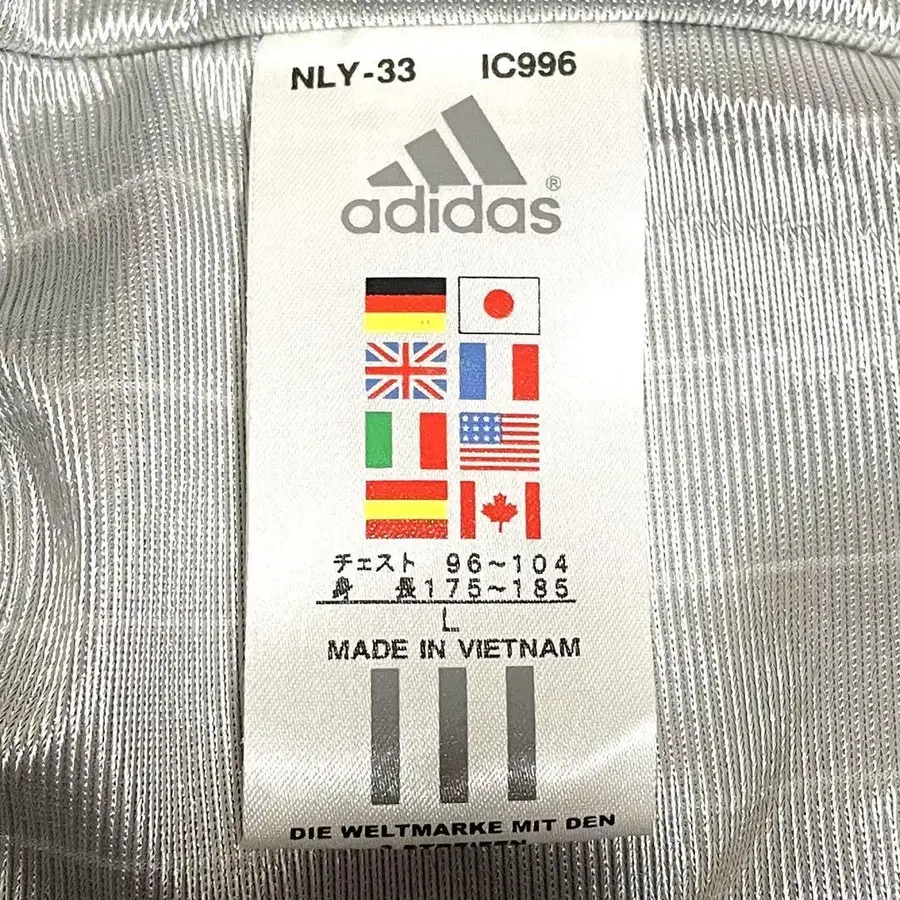 NLY-33 IC996
adidas®
チェスト 96~104
身 長175~185
L
MADE IN VIETNAM
DIE WELTMARKE MIT DEN